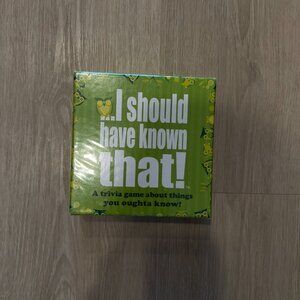 ...I should
have known
that!
A trivia game about things
you oughta know!